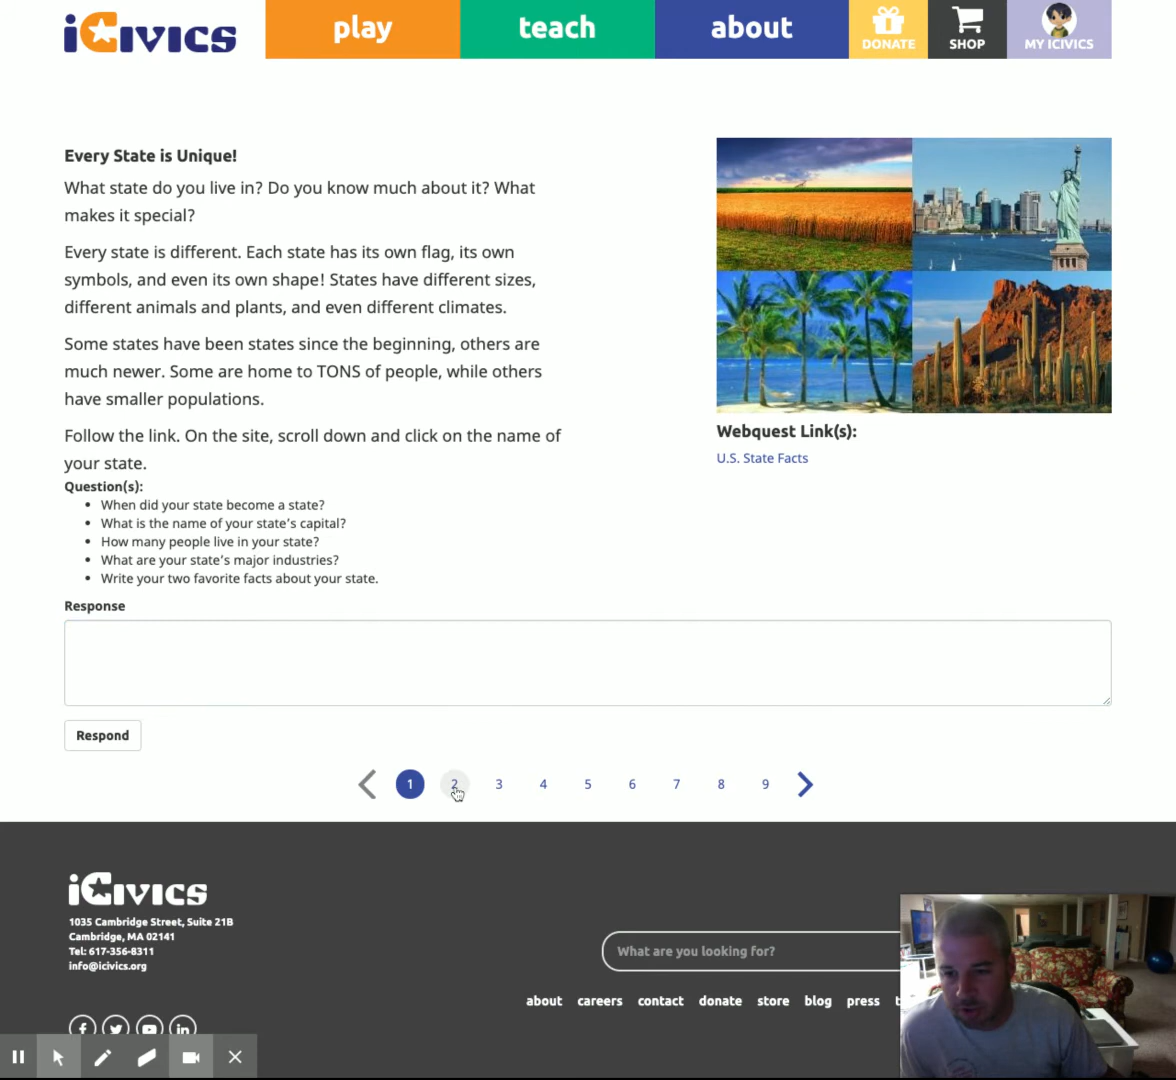 iCivics
play
teach
about
DONATE
SHOP
MY ICIVICS
Every State is Unique!
What state do you live in? Do you know much about it? What
makes it special?
Every state is different. Each state has its own flag, its own
symbols, and even its own shape! States have different sizes,
different animals and plants, and even different climates.
Some states have been states since the beginning, others are
much newer. Some are home to TONS of people, while others
have smaller populations.
Follow the link. On the site, scroll down and click on the name of
your state.
Webquest Link(s):
U.S. State Facts
Question(s):
• When did your state become a state?
• What is the name of your state's capital?
• How many people live in your state?
• What are your state's major industries?
• Write your two favorite facts about your state.
Response
Respond
1 2 3 4 5 6 7 8 9
iCivics
1035 Cambridge Street, Suite 21B
Cambridge, MA 02141
Tel: 617-356-8311
info@icivics.org
What are you looking for?
about careers contact donate store blog press